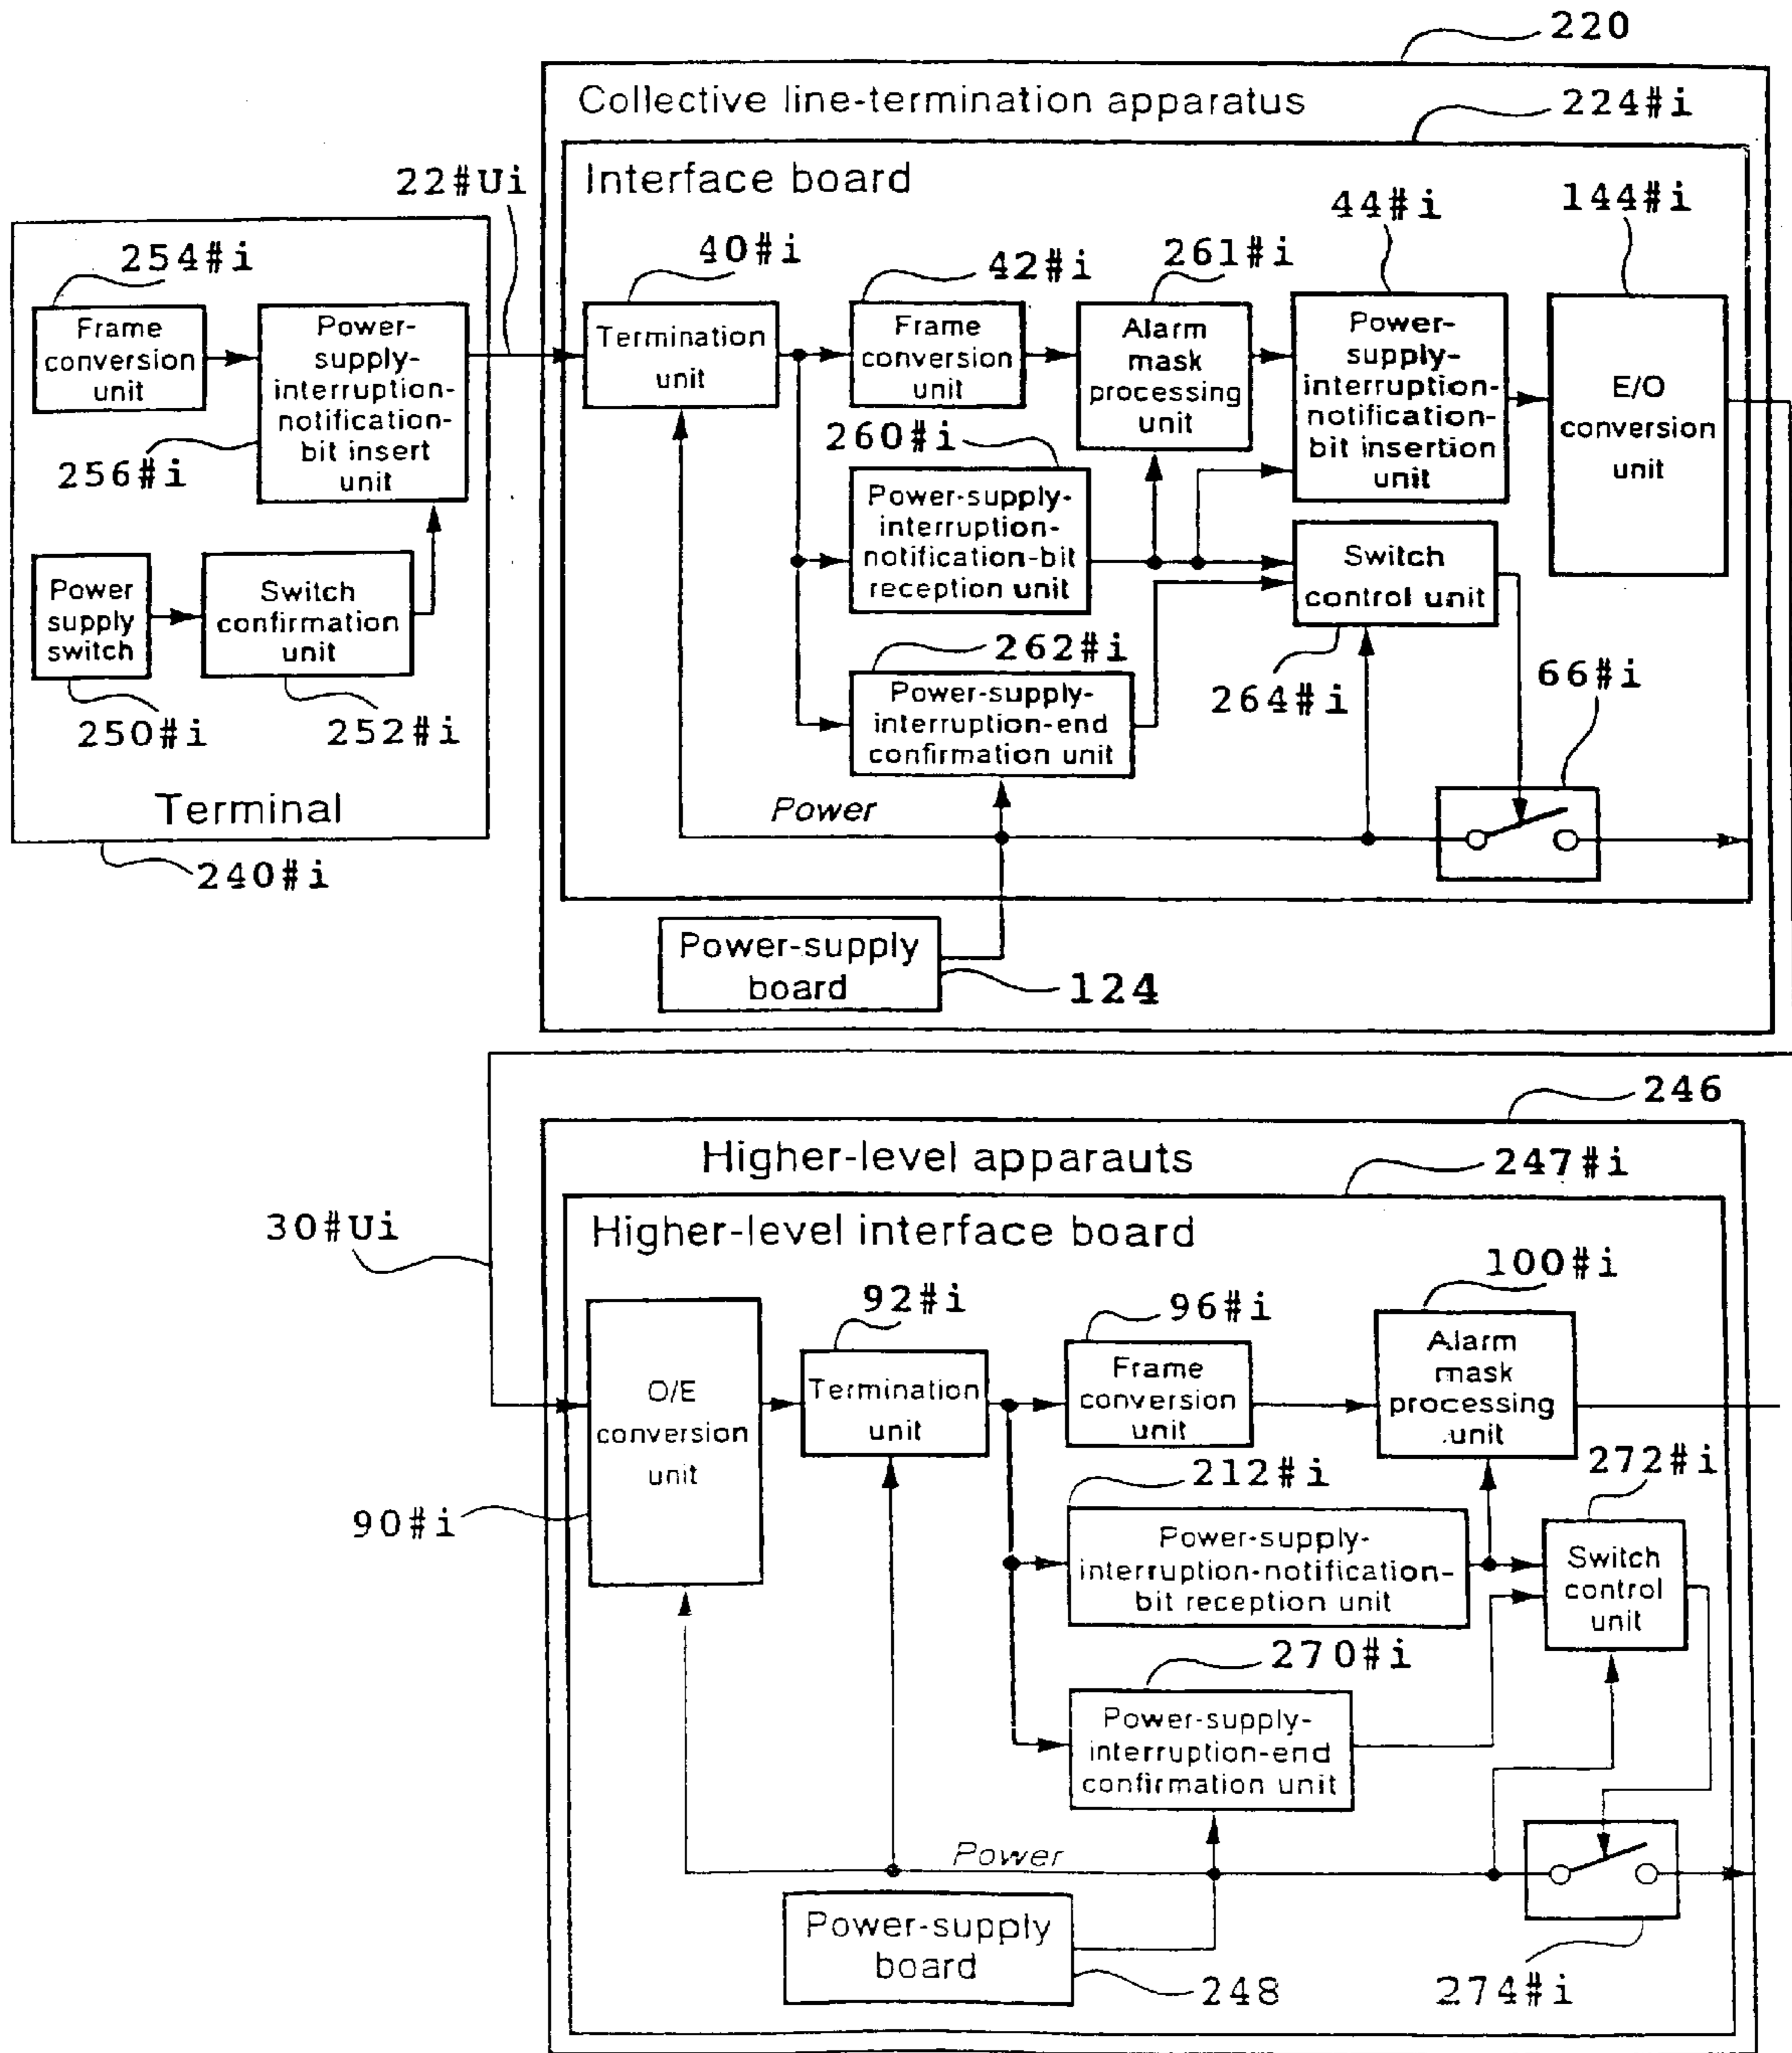 220
Collective line-termination apparatus
224#i
22#Ui
Interface board
44#i
144#i
254#i
40#i
42#i
261#i
Frame
conversion
unit
Power-
supply-
interruption-
notification-
bit insert
unit
Termination
unit
Frame
conversion
unit
Alarm
mask
processing
unit
Power-
supply-
interruption-
notification-
bit insertion
unit
E/O
conversion
unit
256#i
260#i
Power-supply-
interruption-
notification-bit
reception unit
Switch
control unit
Power
supply
switch
Switch
confirmation
unit
262#i
264#i
66#i
250#i
252#i
Power-supply-
interruption-end
confirmation unit
Terminal
Power
240#i
Power-supply
board
124
246
Higher-level apparauts
247#i
30#Ui
Higher-level interface board
100#i
92#i
96#i
O/E
conversion
unit
Termination
unit
Frame
conversion
unit
Alarm
mask
processing
unit
212#i
272#i
90#i
Power-supply-
interruption-notification-
bit reception unit
Switch
control
unit
270#i
Power-supply-
interruption-end
confirmation unit
Power
Power-supply
board
248
274#i